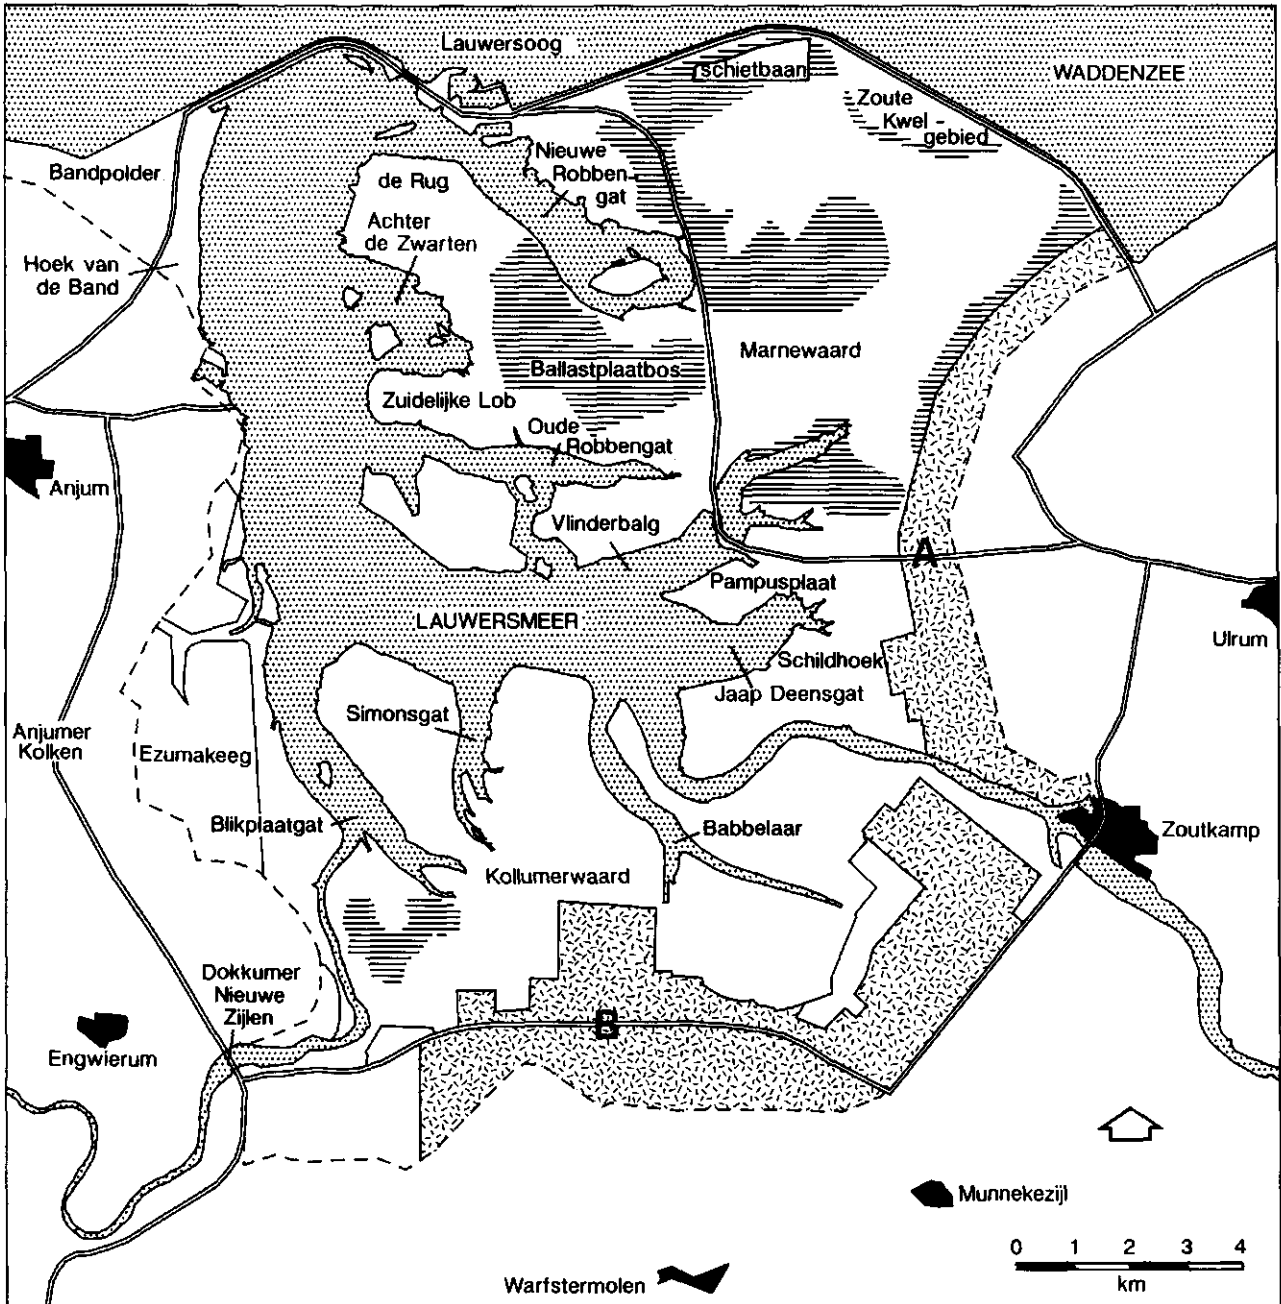 Lauwersoog
schietbaan
WADDENZEE
Zoute
Kwel -
gebied
Bandpolder
Nieuwe
Robben-
gat
de Rug
Achter
de Zwarten
Hoek van
de Band
Marnewaard
Ballastplaatbos
Zuidelijke Lob
Oude
Robbengat
Anjum
Vlinderbalg
A
Pampusplaat
LAUWERSMEER
Ulrum
Schildhoek
Jaap Deensgat
Simonsgat
Anjumer
Kolken
Ezumakeeg
Blikplaatgat
Babbelaar
Zoutkamp
Kollumerwaard
Dokkumer
Nieuwe
Zijlen
B
Engwierum
Munnekezijl
0 1 2 3 4
km
Warfstermolen